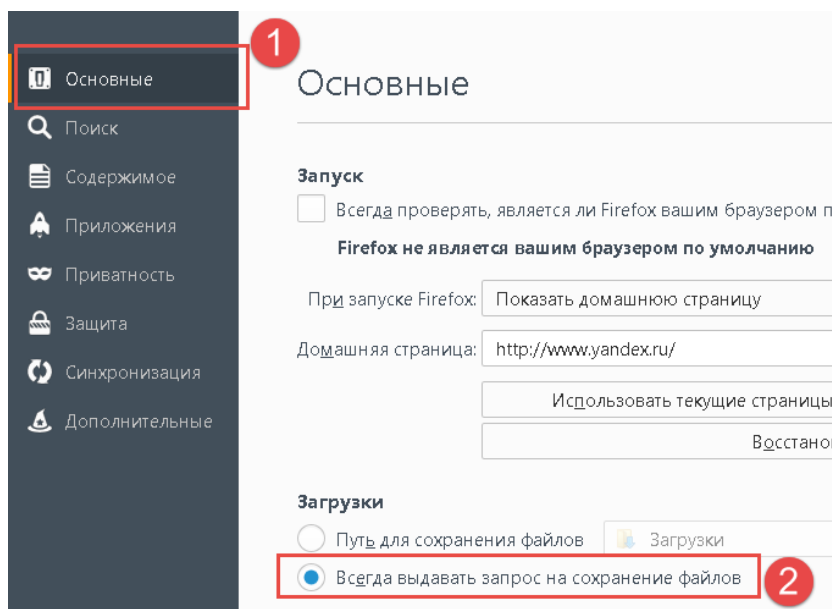 1
Основные
Поиск
Содержимое
Приложения
Приватность
Защита
Синхронизация
Дополнительные
Основные
Запуск
Всегда проверять, является ли Firefox вашим браузером п
Firefox не является вашим браузером по умолчанию
При запуске Firefox: Показать домашнюю страницу
Домашняя страница: http://www.yandex.ru/
Использовать текущие страницы
Восстано
Загрузки
Путь для сохранения файлов Загрузки
Всегда выдавать запрос на сохранение файлов 2